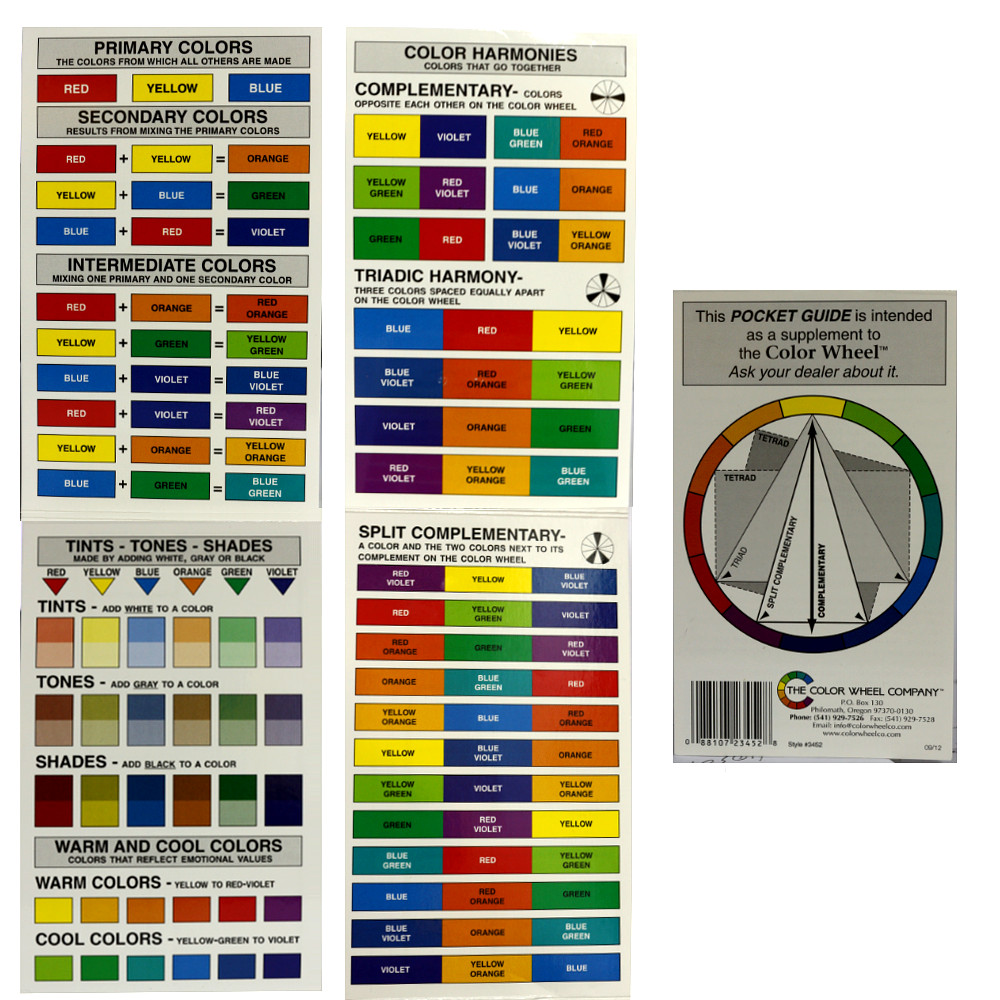 PRIMARY COLORS
THE COLORS FROM WHICH ALL OTHERS ARE MADE
RED YELLOW BLUE
SECONDARY COLORS
RESULTS FROM MIXING THE PRIMARY COLORS
RED + YELLOW = ORANGE
YELLOW + BLUE = GREEN
BLUE + RED = VIOLET
INTERMEDIATE COLORS
MIXING ONE PRIMARY AND ONE SECONDARY COLOR
RED + ORANGE = RED ORANGE
YELLOW + GREEN = YELLOW GREEN
BLUE + VIOLET = BLUE VIOLET
RED + VIOLET = RED VIOLET
YELLOW + ORANGE = YELLOW ORANGE
BLUE + GREEN = BLUE GREEN
TINTS - TONES - SHADES
MADE BY ADDING WHITE, GRAY OR BLACK
RED YELLOW BLUE ORANGE GREEN VIOLET
TINTS - ADD WHITE TO A COLOR
TONES - ADD GRAY TO A COLOR
SHADES - ADD BLACK TO A COLOR
WARM AND COOL COLORS
COLORS THAT REFLECT EMOTIONAL VALUES
WARM COLORS - YELLOW TO RED-VIOLET
COOL COLORS - YELLOW-GREEN TO VIOLET
COLOR HARMONIES
COLORS THAT GO TOGETHER
COMPLEMENTARY- COLORS
OPPOSITE EACH OTHER ON THE COLOR WHEEL
YELLOW VIOLET BLUE GREEN RED ORANGE
YELLOW GREEN RED VIOLET BLUE ORANGE
GREEN RED BLUE VIOLET YELLOW ORANGE
TRIADIC HARMONY-
THREE COLORS SPACED EQUALLY APART
ON THE COLOR WHEEL
BLUE RED YELLOW
BLUE VIOLET RED ORANGE YELLOW GREEN
VIOLET ORANGE GREEN
RED VIOLET YELLOW ORANGE BLUE GREEN
SPLIT COMPLEMENTARY-
A COLOR AND THE TWO COLORS NEXT TO ITS
COMPLEMENT ON THE COLOR WHEEL
RED VIOLET YELLOW BLUE VIOLET
RED YELLOW GREEN VIOLET
RED ORANGE GREEN RED VIOLET
ORANGE BLUE GREEN RED
YELLOW ORANGE BLUE RED ORANGE
YELLOW BLUE VIOLET ORANGE
YELLOW GREEN VIOLET YELLOW ORANGE
GREEN RED VIOLET YELLOW
BLUE GREEN RED YELLOW GREEN
BLUE RED ORANGE GREEN
BLUE VIOLET ORANGE BLUE GREEN
VIOLET YELLOW ORANGE BLUE
This POCKET GUIDE is intended
as a supplement to
the Color Wheel™
Ask your dealer about it.
TETRAD
TETRAD
TRIAD
SPLIT COMPLEMENTARY
COMPLEMENTARY
THE COLOR WHEEL COMPANY™
P.O. Box 130
Philomath, Oregon 97370-0130
Phone: (541) 929-7526 Fax: (541) 929-7528
Email: info@colorwheelco.com
www.colorwheelco.com
0 88107 23452 8
Style #3452
09/12